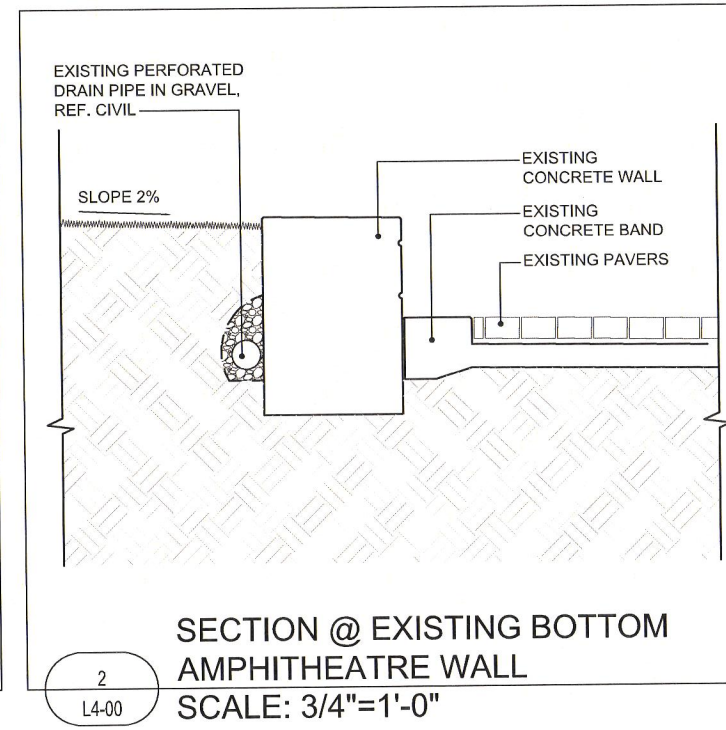 EXISTING PERFORATED
DRAIN PIPE IN GRAVEL,
REF. CIVIL
SLOPE 2%
EXISTING
CONCRETE WALL
EXISTING
CONCRETE BAND
EXISTING PAVERS
SECTION @ EXISTING BOTTOM
AMPHITHEATRE WALL
SCALE: 3/4"=1'-0"
2
L4-00